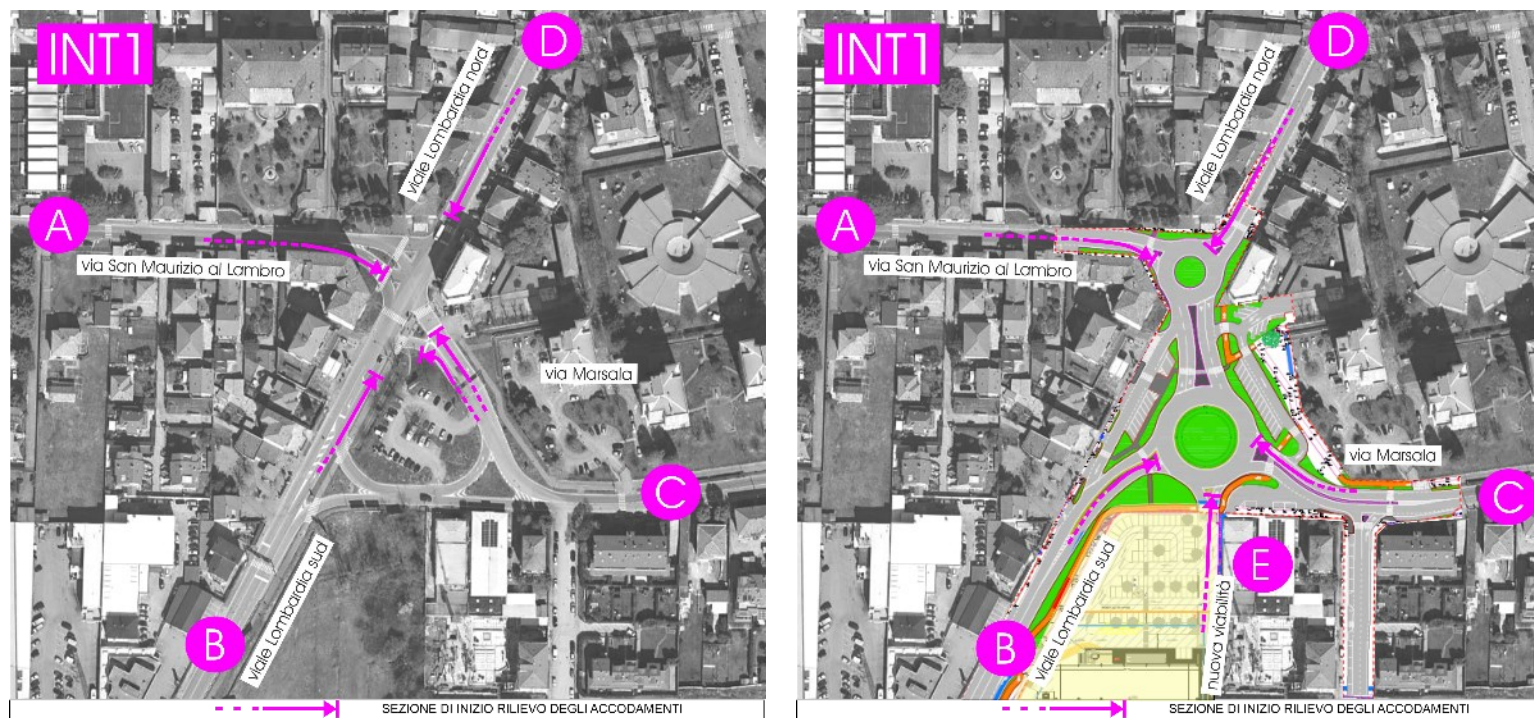 INT1
D
viale Lombardia nord
A
via San Maurizio al Lambro
via Marsala
C
B
viale Lombardia sud
SEZIONE DI INIZIO RILIEVO DEGLI ACCODAMENTI
INT1
D
viale Lombardia nord
A
via San Maurizio al Lambro
via Marsala
C
E
B
viale Lombardia sud
nuova viabilità
SEZIONE DI INIZIO RILIEVO DEGLI ACCODAMENTI